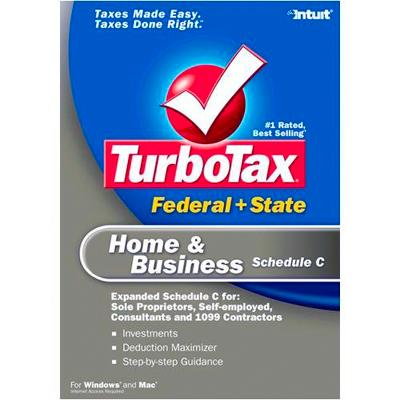 Taxes Made Easy.
Taxes Done Right.
Intuit
#1 Rated,
Best Selling*
TurboTax
Federal + State
Home &
Business Schedule C
Expanded Schedule C for:
Sole Proprietors, Self-employed,
Consultants and 1099 Contractors
Investments
Deduction Maximizer
Step-by-step Guidance
For Windows® and Mac®
Internet Access Required